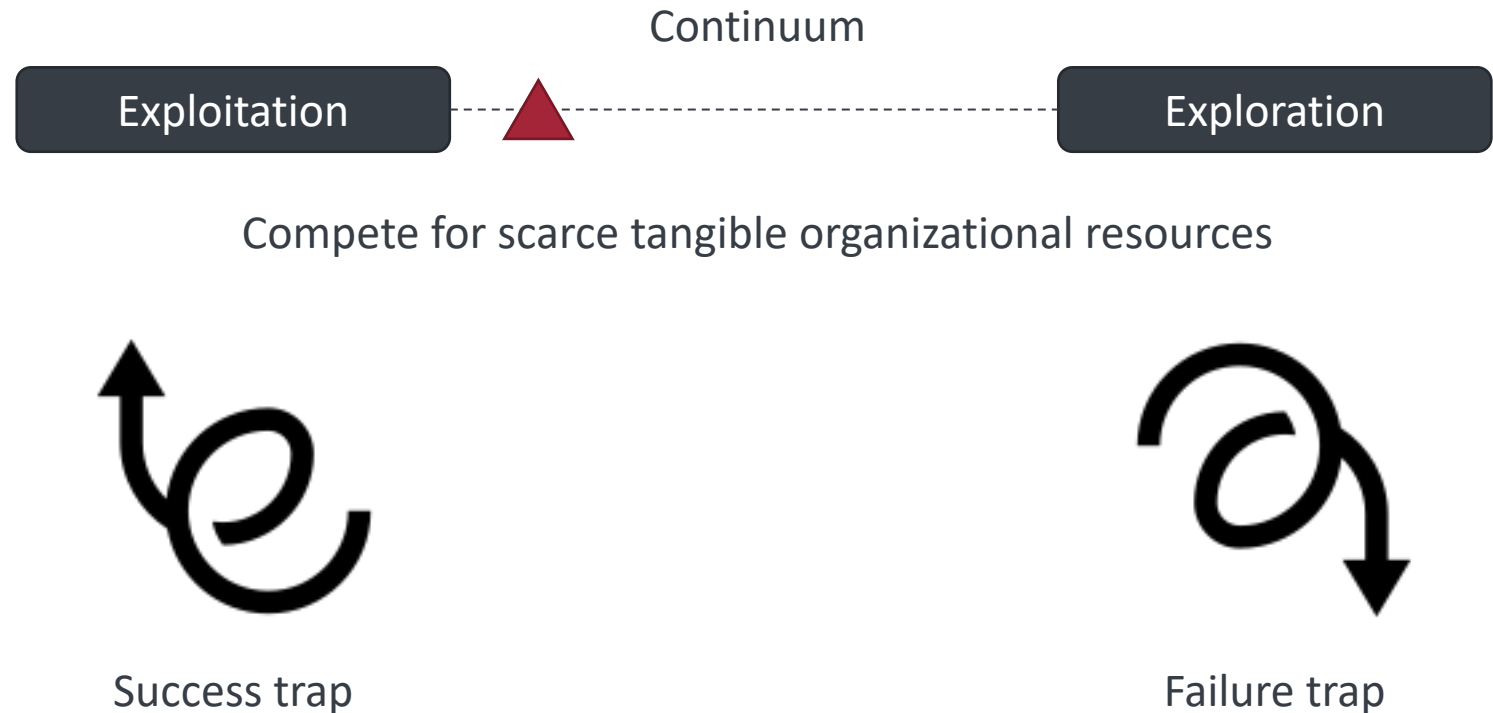 Continuum
Exploitation
Exploration
Compete for scarce tangible organizational resources
Success trap
Failure trap